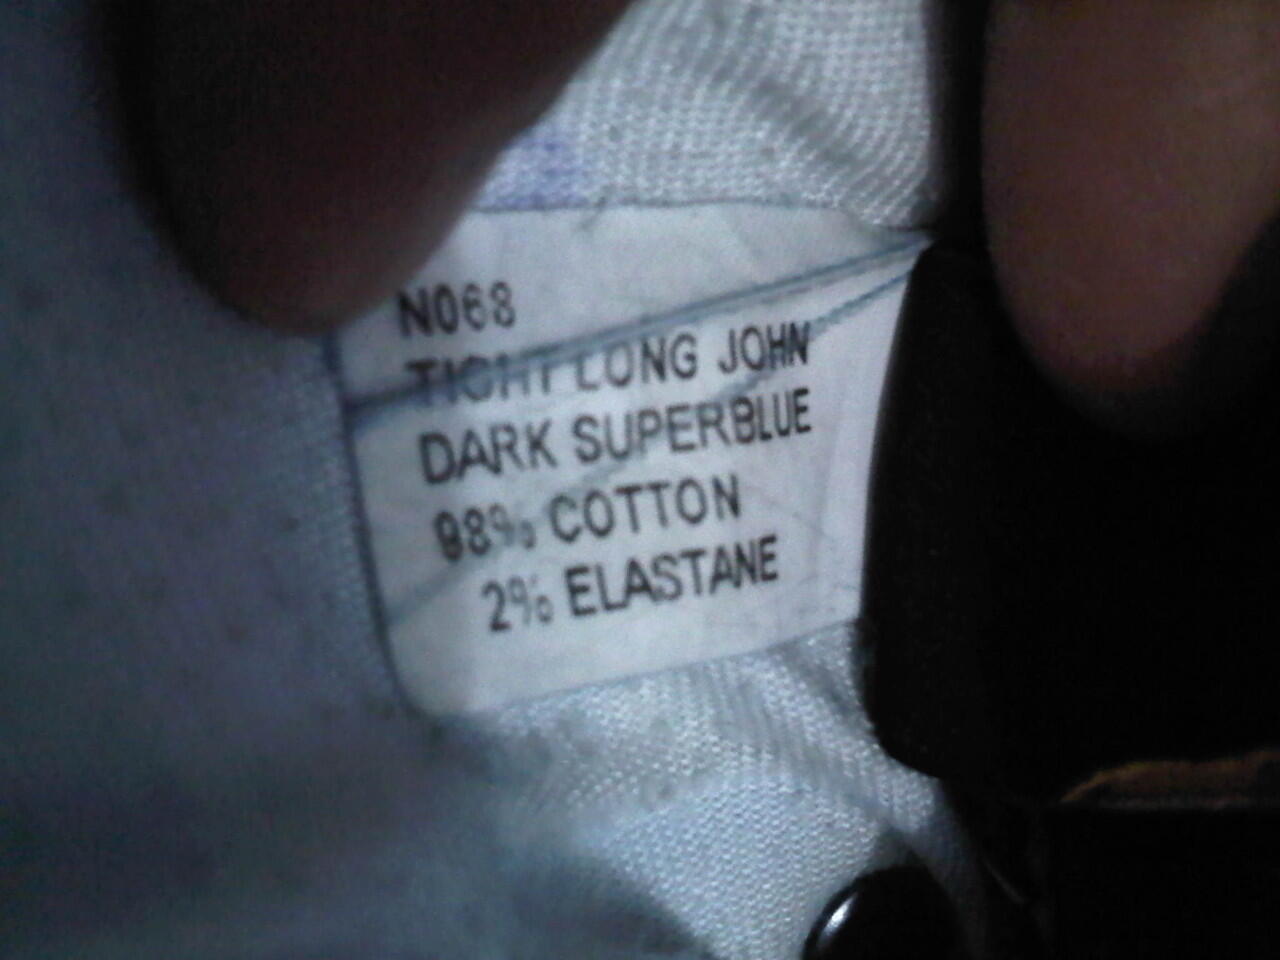 N068
TIGHT LONG JOHN
DARK SUPERBLUE
98% COTTON
2% ELASTANE